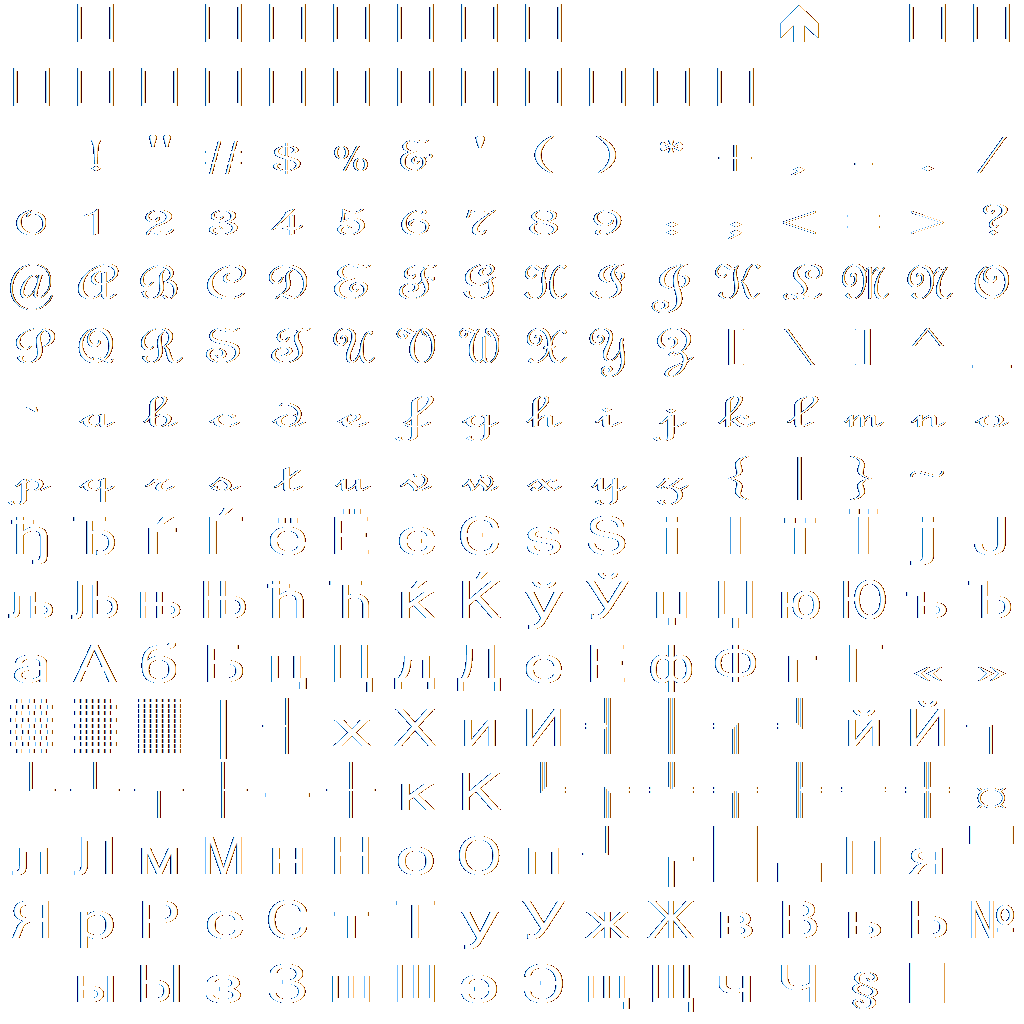 ! " # $ % & ' ( ) * + , - . /
0 1 2 3 4 5 6 7 8 9 : ; < = > ?
@ A B C D E F G H I J K L M N O
P Q R S T U V W X Y Z [ \ ] ^ _
` a b c d e f g h i j k l m n o
p q r s t u v w x y z { | } ~
ђ Ђ ѓ Ѓ ё Ё є Є ѕ Ѕ і І ї Ї ј Ј
љ Љ њ Њ ћ Ћ ќ Ќ ў Ў џ Џ ю Ю ъ Ъ
а А б Б ц Ц д Д е Е ф Ф г Г « »
░ ▒ ▓ │ ┤ х Х и И ╣ ║ ╗ ╝ й Й ┐
└ ┴ ┬ ├ ─ ┼ к К ╚ ╔ ╩ ╦ ╠ ═ ╬ ¤
л Л м М н Н о О п ┘ ┌ █ ▄ П я ▀
Я р Р с С т Т у У ж Ж в В ь Ь №
ы Ы з З ш Ш э Э щ Щ ч Ч § ■